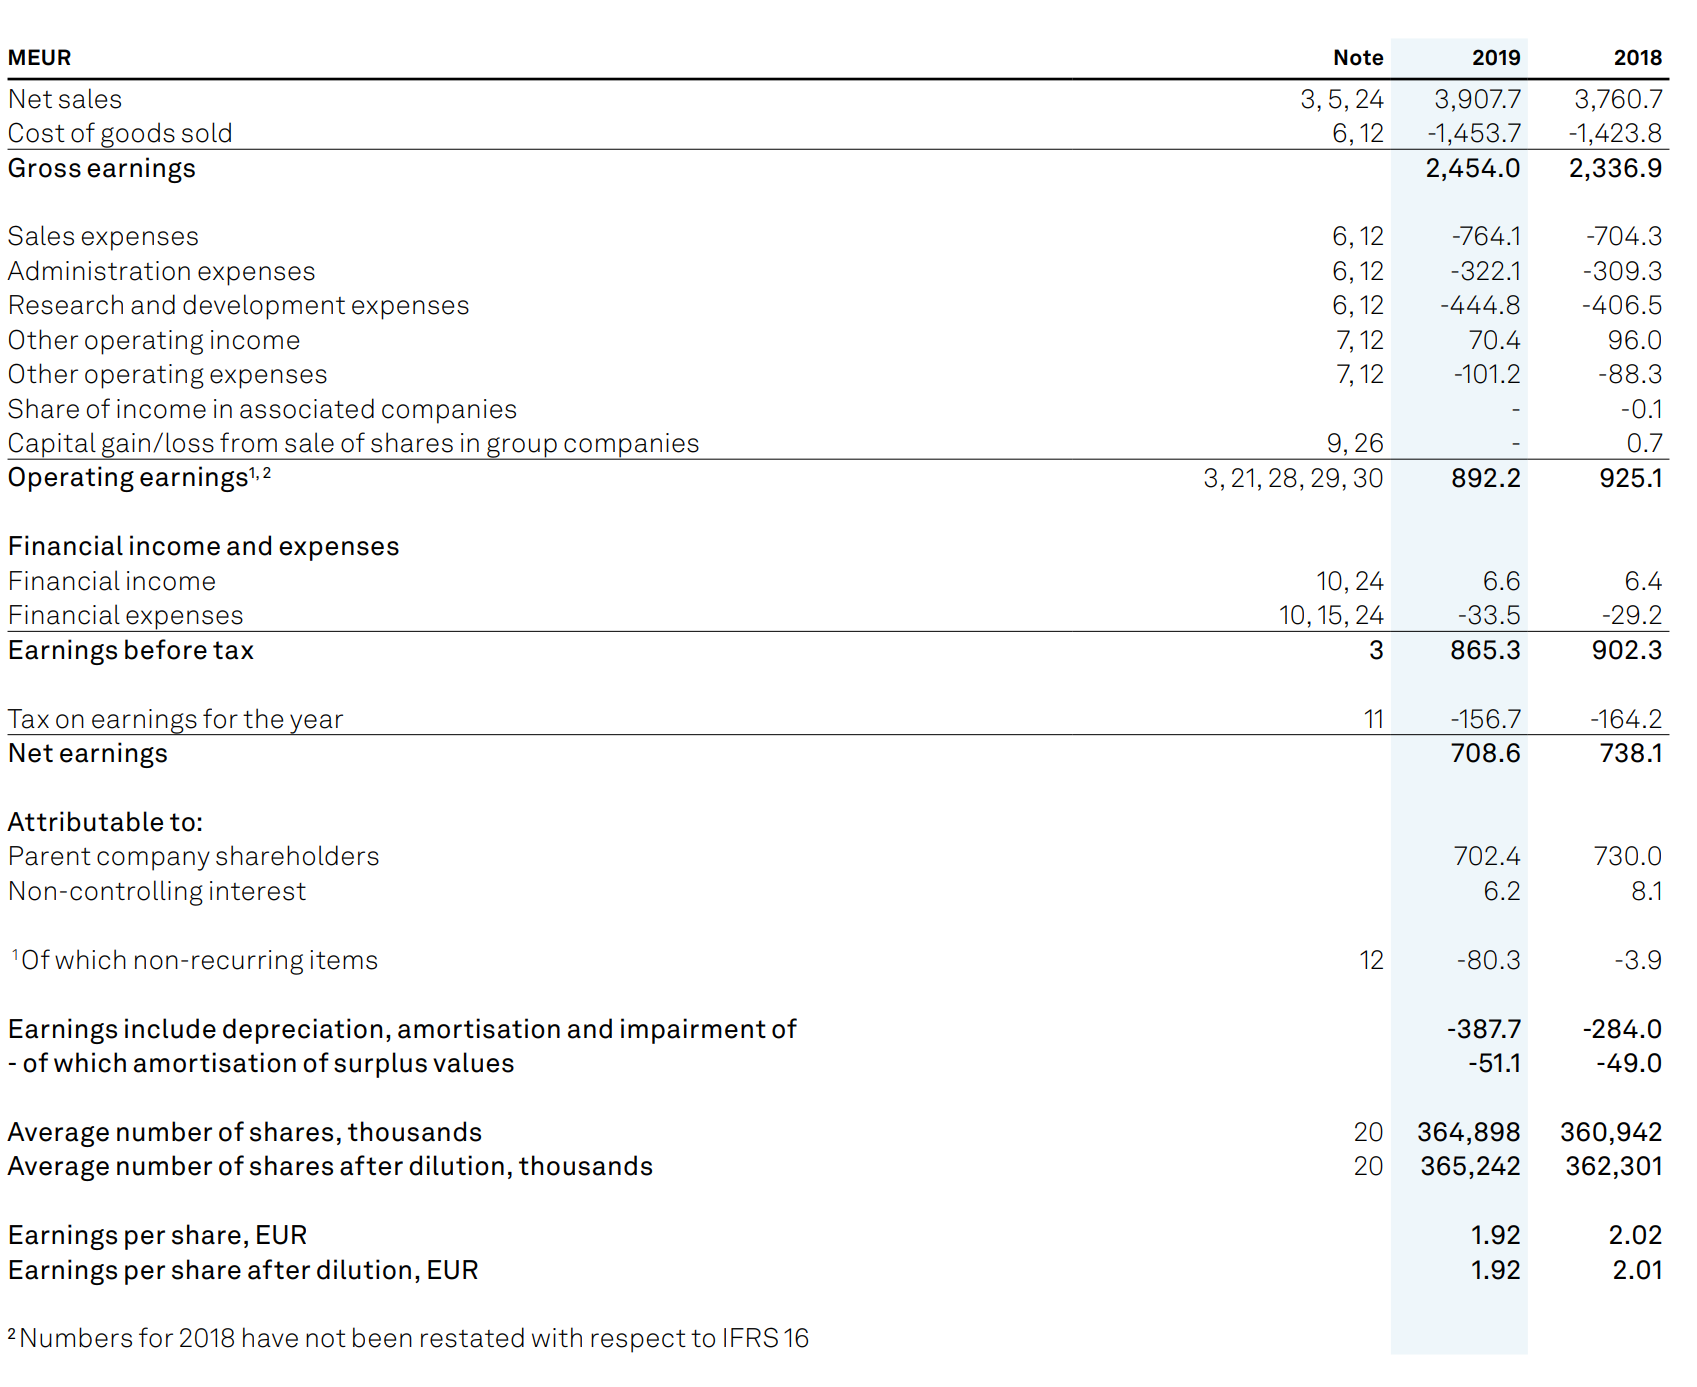 MEUR Note 2019 2018
Net sales 3, 5, 24 3,907.7 3,760.7
Cost of goods sold 6, 12 -1,453.7 -1,423.8
Gross earnings 2,454.0 2,336.9
Sales expenses 6, 12 -764.1 -704.3
Administration expenses 6, 12 -322.1 -309.3
Research and development expenses 6, 12 -444.8 -406.5
Other operating income 7, 12 70.4 96.0
Other operating expenses 7, 12 -101.2 -88.3
Share of income in associated companies - -0.1
Capital gain/loss from sale of shares in group companies 9, 26 - 0.7
Operating earnings¹,² 3, 21, 28, 29, 30 892.2 925.1
Financial income and expenses
Financial income 10, 24 6.6 6.4
Financial expenses 10, 15, 24 -33.5 -29.2
Earnings before tax 3 865.3 902.3
Tax on earnings for the year 11 -156.7 -164.2
Net earnings 708.6 738.1
Attributable to:
Parent company shareholders 702.4 730.0
Non-controlling interest 6.2 8.1
¹ Of which non-recurring items 12 -80.3 -3.9
Earnings include depreciation, amortisation and impairment of -387.7 -284.0
- of which amortisation of surplus values -51.1 -49.0
Average number of shares, thousands 20 364,898 360,942
Average number of shares after dilution, thousands 20 365,242 362,301
Earnings per share, EUR 1.92 2.02
Earnings per share after dilution, EUR 1.92 2.01
² Numbers for 2018 have not been restated with respect to IFRS 16